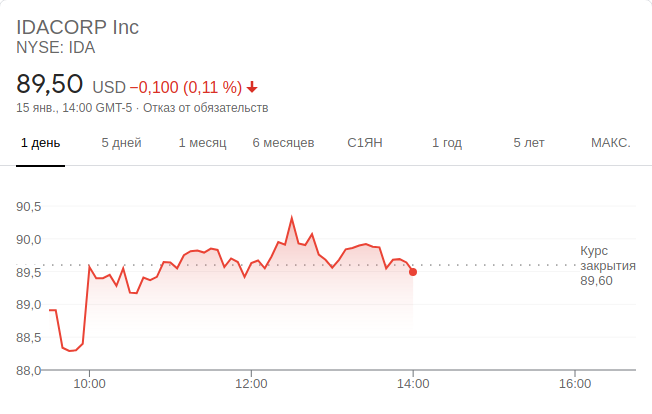 IDACORP Inc
NYSE: IDA
89,50 USD −0,100 (0,11 %)
15 янв., 14:00 GMT-5 · Отказ от обязательств
1 день 5 дней 1 месяц 6 месяцев С1ЯН 1 год 5 лет МАКС.
90,5
90,0
89,5
89,0
88,5
88,0
Курс
закрытия
89,60
10:00 12:00 14:00 16:00